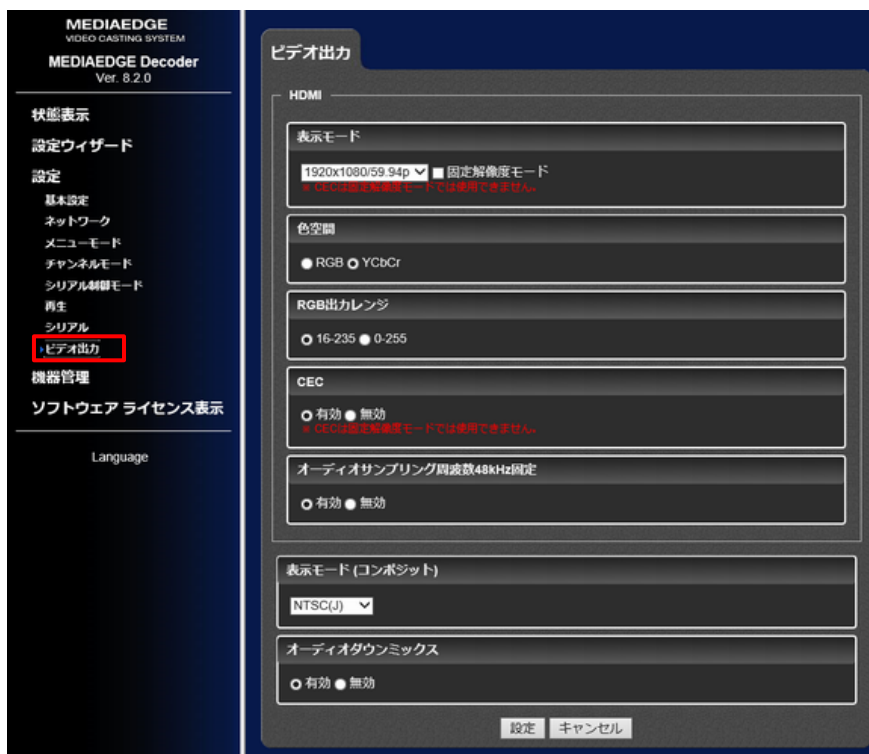 MEDIAEDGE
VIDEO CASTING SYSTEM
MEDIAEDGE Decoder
Ver. 8.2.0
状態表示
設定ウィザード
設定
基本設定
ネットワーク
メニューモード
チャンネルモード
シリアル制御モード
再生
シリアル
ビデオ出力
機器管理
ソフトウェア ライセンス表示
Language
ビデオ出力
HDMI
表示モード
1920x1080/59.94p 固定解像度モード
※ CECは固定解像度モードでは使用できません。
色空間
RGB YCbCr
RGB出力レンジ
16-235 0-255
CEC
有効 無効
※ CECは固定解像度モードでは使用できません。
オーディオサンプリング周波数48kHz固定
有効 無効
表示モード (コンポジット)
NTSC(J)
オーディオダウンミックス
有効 無効
設定 キャンセル